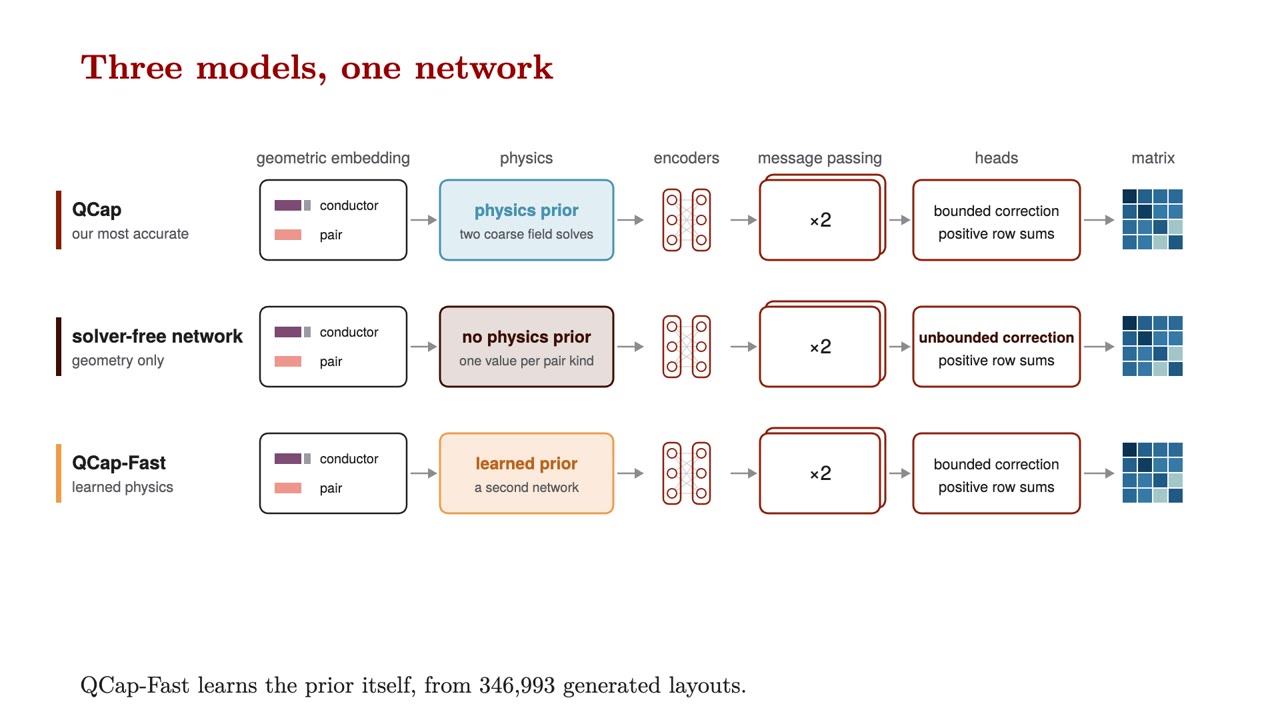 Three models, one network
geometric embedding physics encoders message passing heads matrix
QCap
our most accurate
conductor
pair
physics prior
two coarse field solves
×2
bounded correction
positive row sums
solver-free network
geometry only
conductor
pair
no physics prior
one value per pair kind
×2
unbounded correction
positive row sums
QCap-Fast
learned physics
conductor
pair
learned prior
a second network
×2
bounded correction
positive row sums
QCap-Fast learns the prior itself, from 346,993 generated layouts.